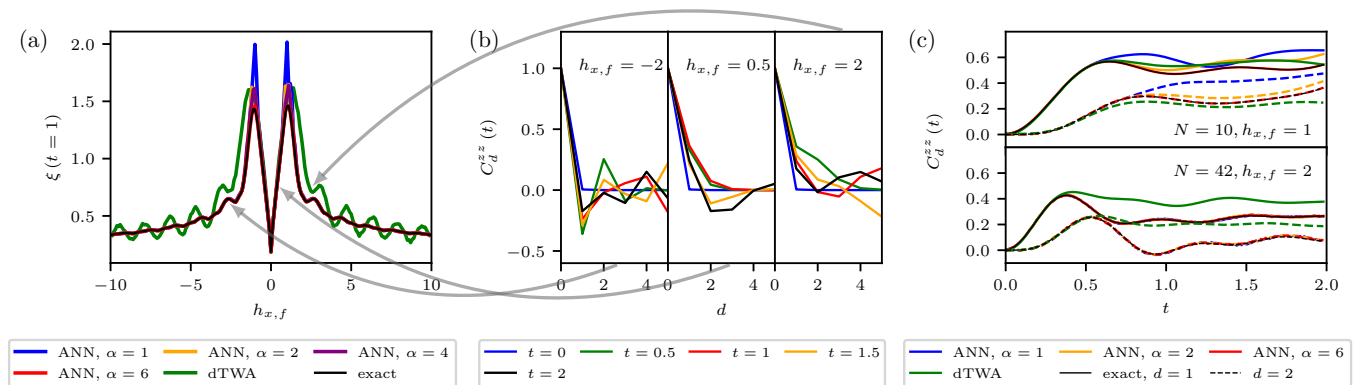 (a)
ξ (t = 1)
2.0
1.5
1.0
0.5
−10
−5
0
5
10
h_{x,f}
ANN, α = 1
ANN, α = 2
ANN, α = 4
ANN, α = 6
dTWA
exact
(b)
C_d^{zz}(t)
1.0
0.5
0.0
−0.5
h_{x,f} = −2
h_{x,f} = 0.5
h_{x,f} = 2
0 2 4
0 2 4
0 2 4
d
t = 0
t = 0.5
t = 1
t = 1.5
t = 2
(c)
C_d^{zz}(t)
0.6
0.4
0.2
0.0
N = 10, h_{x,f} = 1
0.6
0.4
0.2
0.0
N = 42, h_{x,f} = 2
0.0
0.5
1.0
1.5
2.0
t
ANN, α = 1
ANN, α = 2
ANN, α = 6
dTWA
exact, d = 1
d = 2